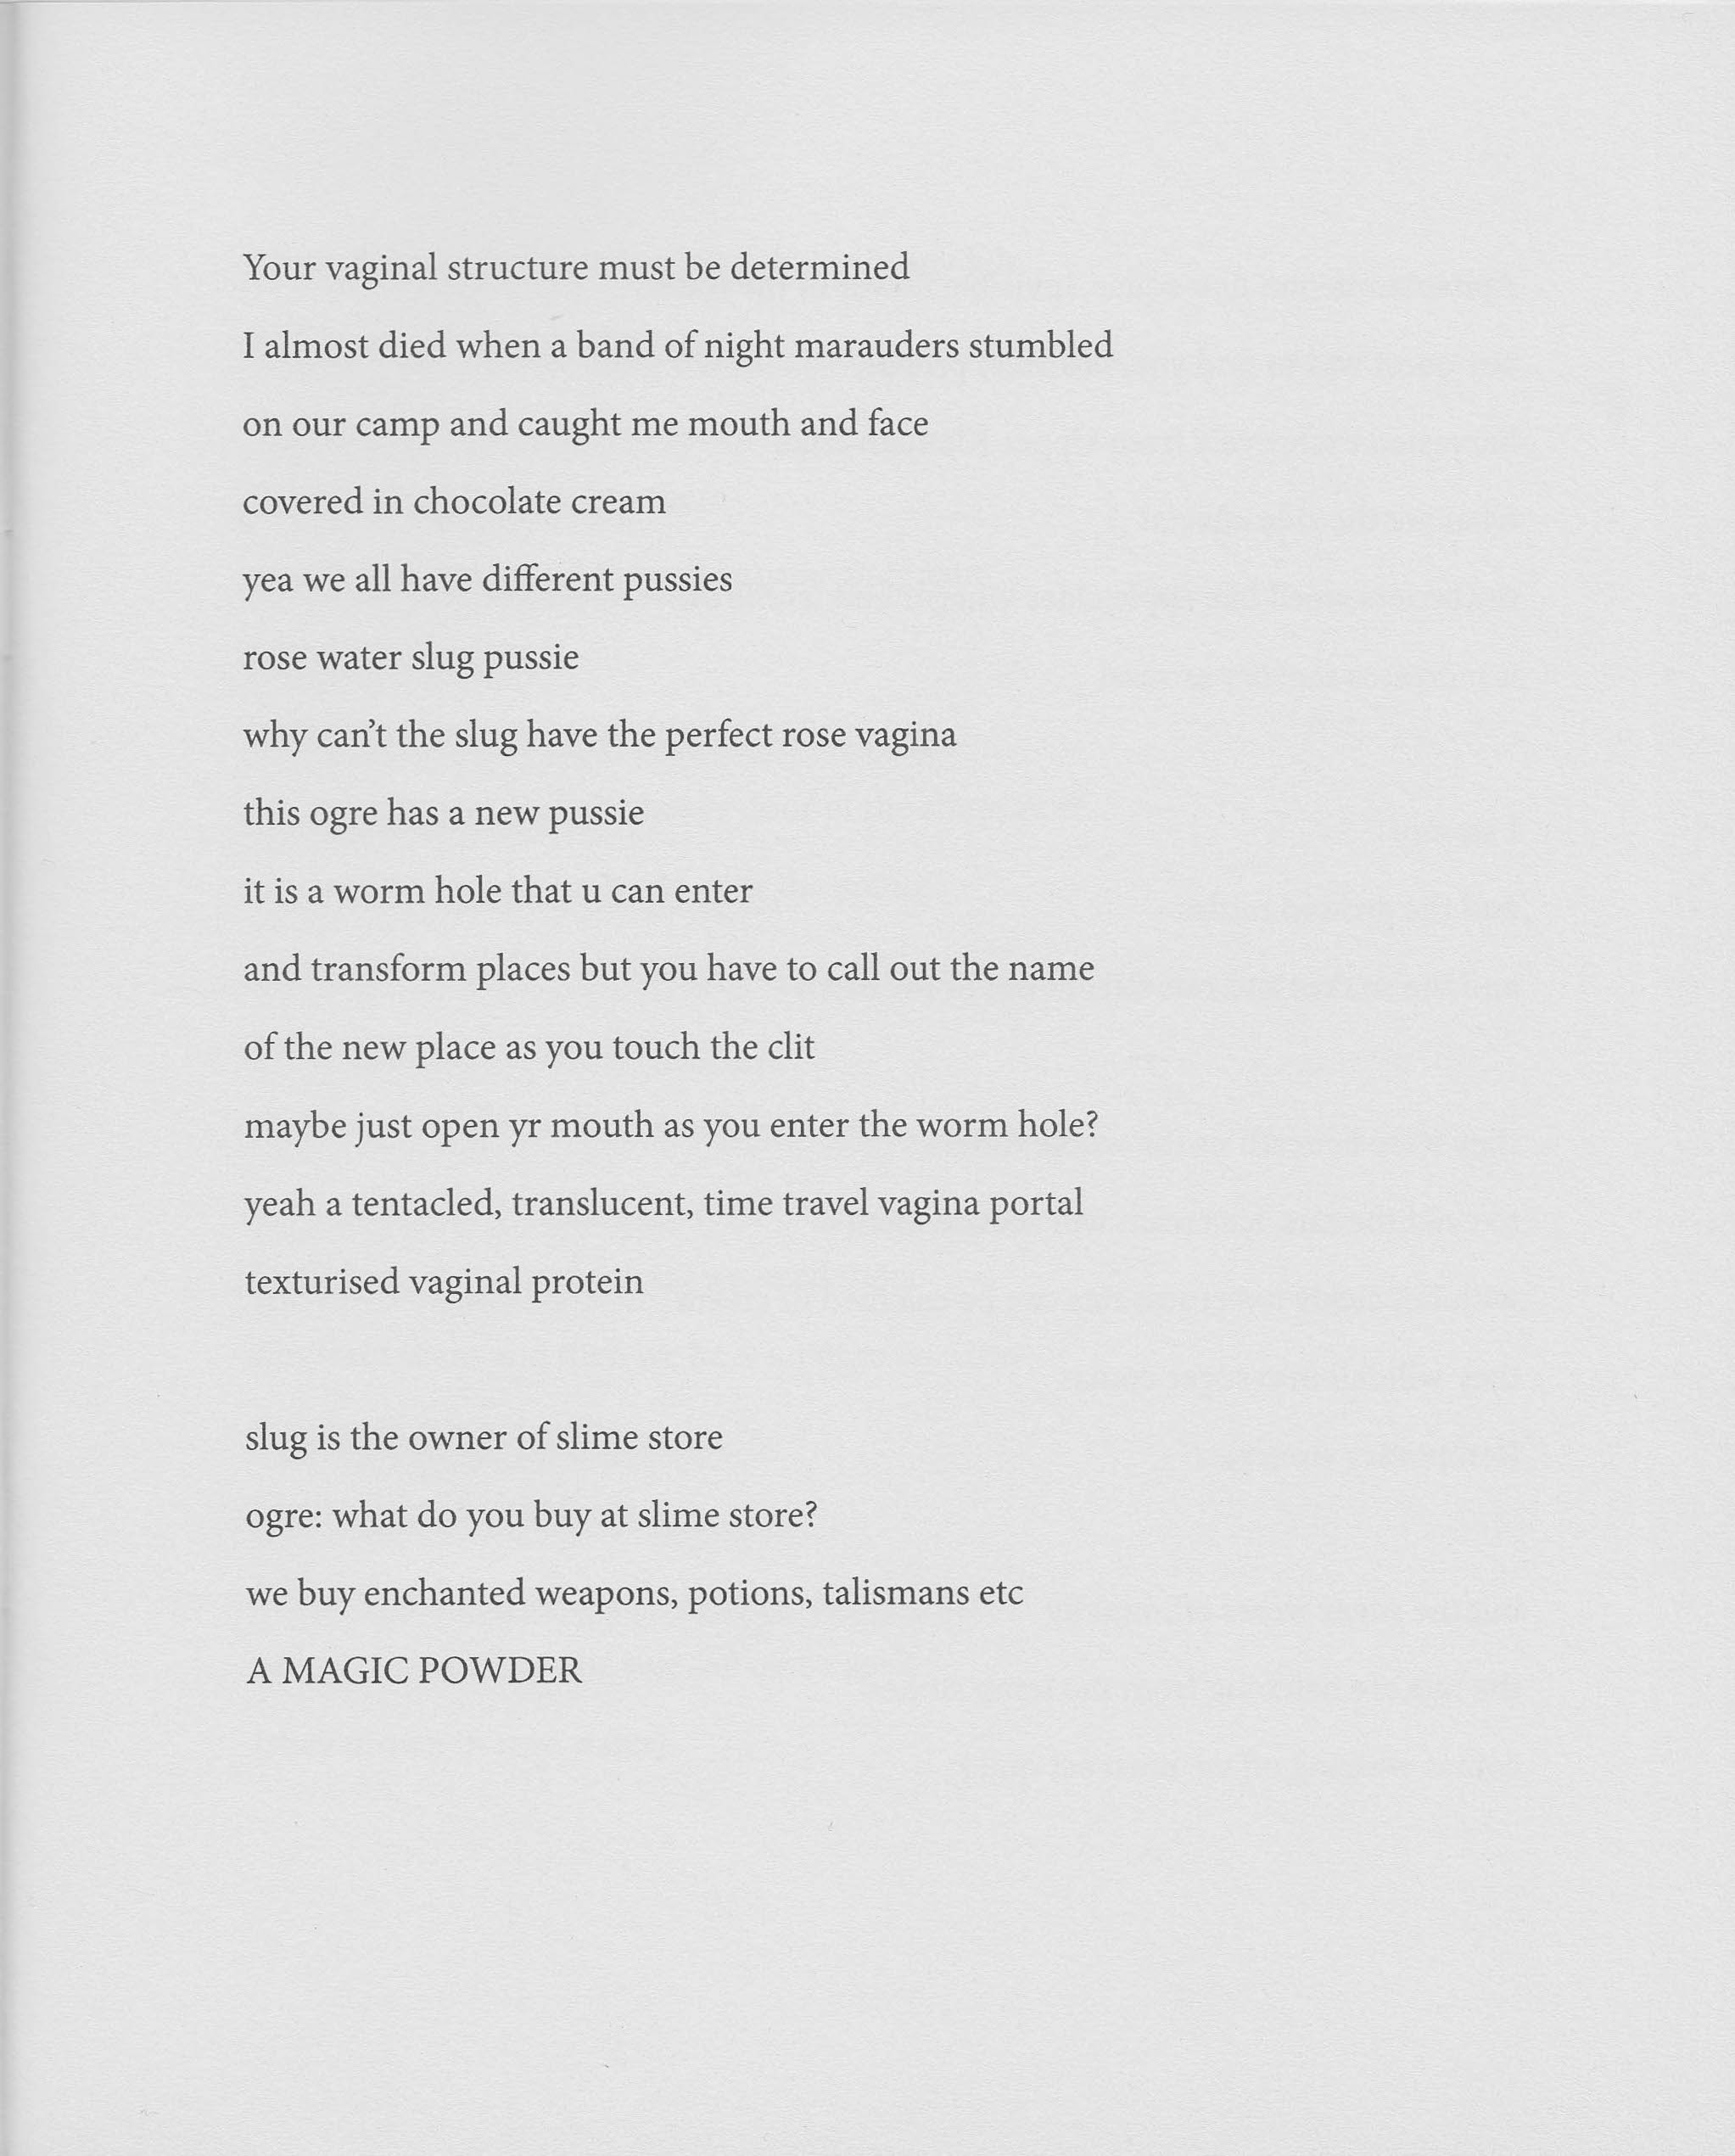 Your vaginal structure must be determined
I almost died when a band of night marauders stumbled
on our camp and caught me mouth and face
covered in chocolate cream
yea we all have different pussies
rose water slug pussie
why can’t the slug have the perfect rose vagina
this ogre has a new pussie
it is a worm hole that u can enter
and transform places but you have to call out the name
of the new place as you touch the clit
maybe just open yr mouth as you enter the worm hole?
yeah a tentacled, translucent, time travel vagina portal
texturised vaginal protein
slug is the owner of slime store
ogre: what do you buy at slime store?
we buy enchanted weapons, potions, talismans etc
A MAGIC POWDER